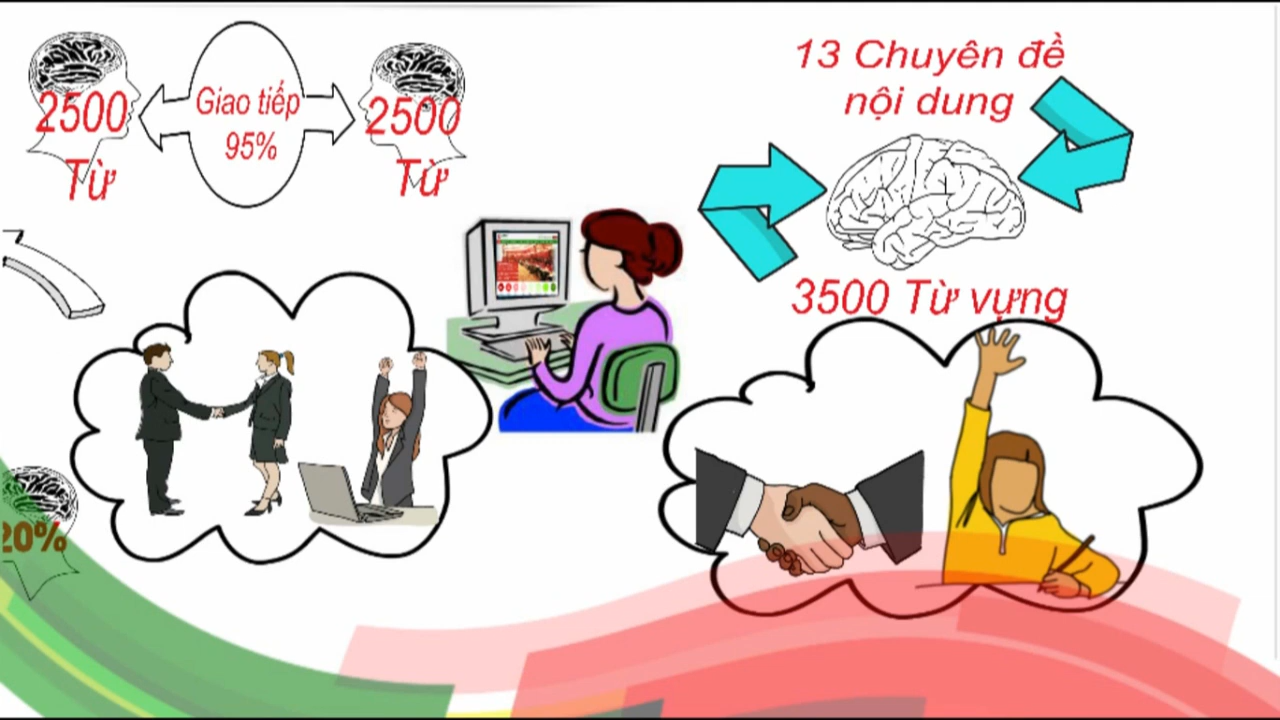 2500
Từ
Giao tiếp
95%
2500
Từ
13 Chuyên đề
nội dung
3500 Từ vựng
20%